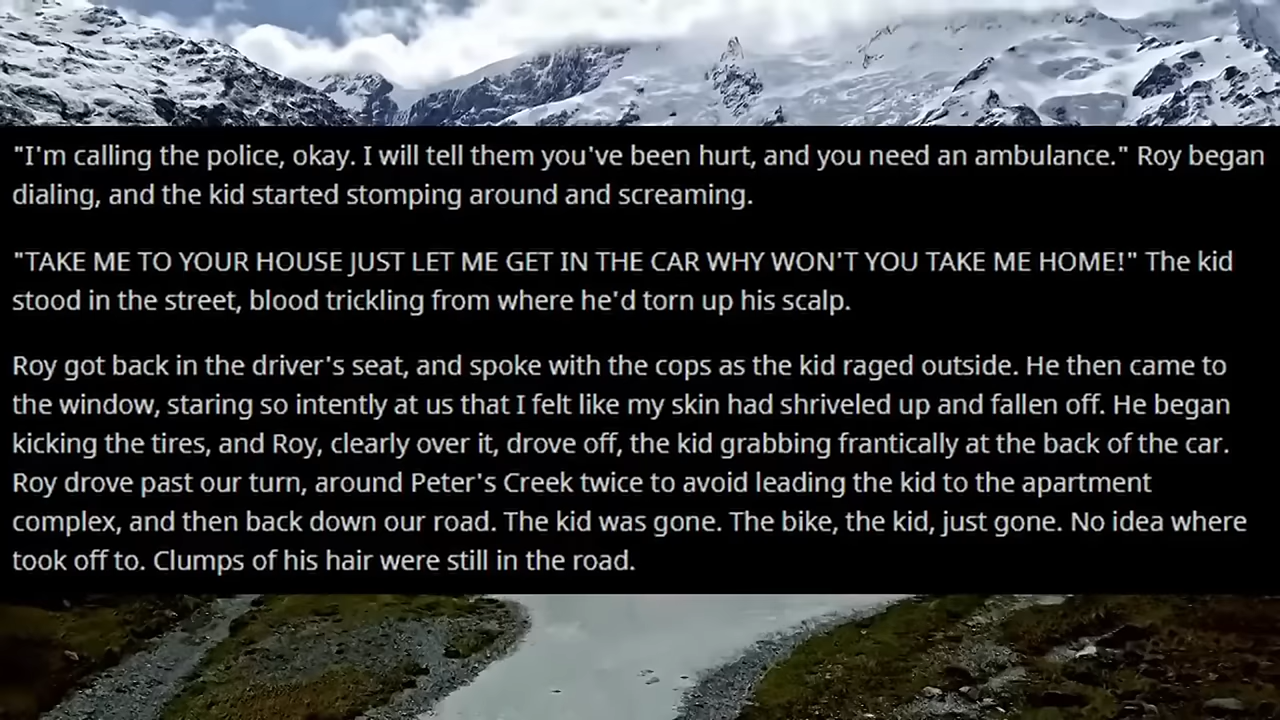 "I'm calling the police, okay. I will tell them you've been hurt, and you need an ambulance." Roy began
dialing, and the kid started stomping around and screaming.
"TAKE ME TO YOUR HOUSE JUST LET ME GET IN THE CAR WHY WON'T YOU TAKE ME HOME!" The kid
stood in the street, blood trickling from where he'd torn up his scalp.
Roy got back in the driver's seat, and spoke with the cops as the kid raged outside. He then came to
the window, staring so intently at us that I felt like my skin had shriveled up and fallen off. He began
kicking the tires, and Roy, clearly over it, drove off, the kid grabbing frantically at the back of the car.
Roy drove past our turn, around Peter's Creek twice to avoid leading the kid to the apartment
complex, and then back down our road. The kid was gone. The bike, the kid, just gone. No idea where
took off to. Clumps of his hair were still in the road.